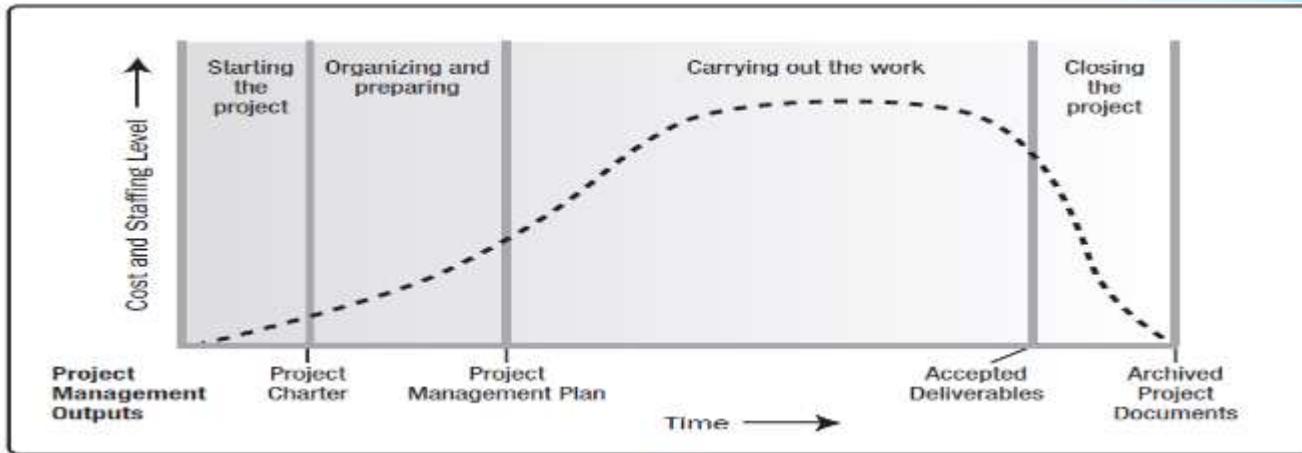 Starting
the
project
Organizing and
preparing
Carrying out the work
Closing
the
project
Cost and Staffing Level
Project
Management
Outputs
Project
Charter
Project
Management Plan
Accepted
Deliverables
Archived
Project
Documents
Time